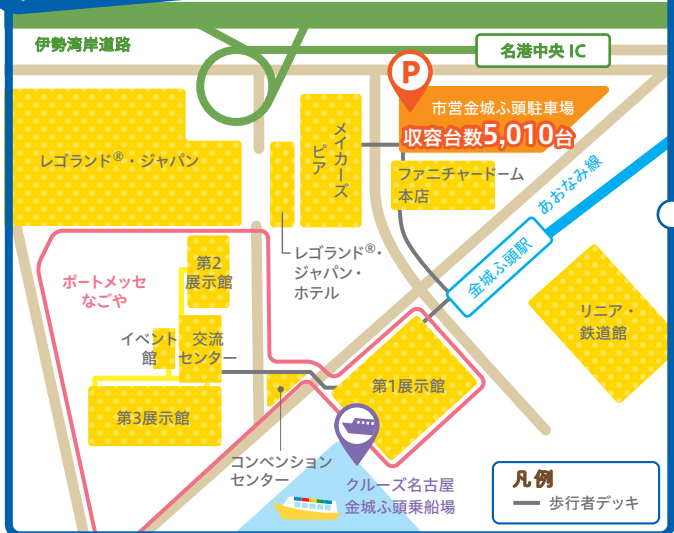 伊勢湾岸道路
名港中央 IC
P
市営金城ふ頭駐車場
収容台数5,010台
レゴランド®・ジャパン
メイカーズ
ピア
ファニチャードーム
本店
あおなみ線
金城ふ頭駅
レゴランド®・
ジャパン・
ホテル
第2
展示館
ポートメッセ
なごや
リニア・
鉄道館
イベント
館
交流
センター
第1展示館
第3展示館
コンベンション
センター
クルーズ名古屋
金城ふ頭乗船場
凡例
歩行者デッキ